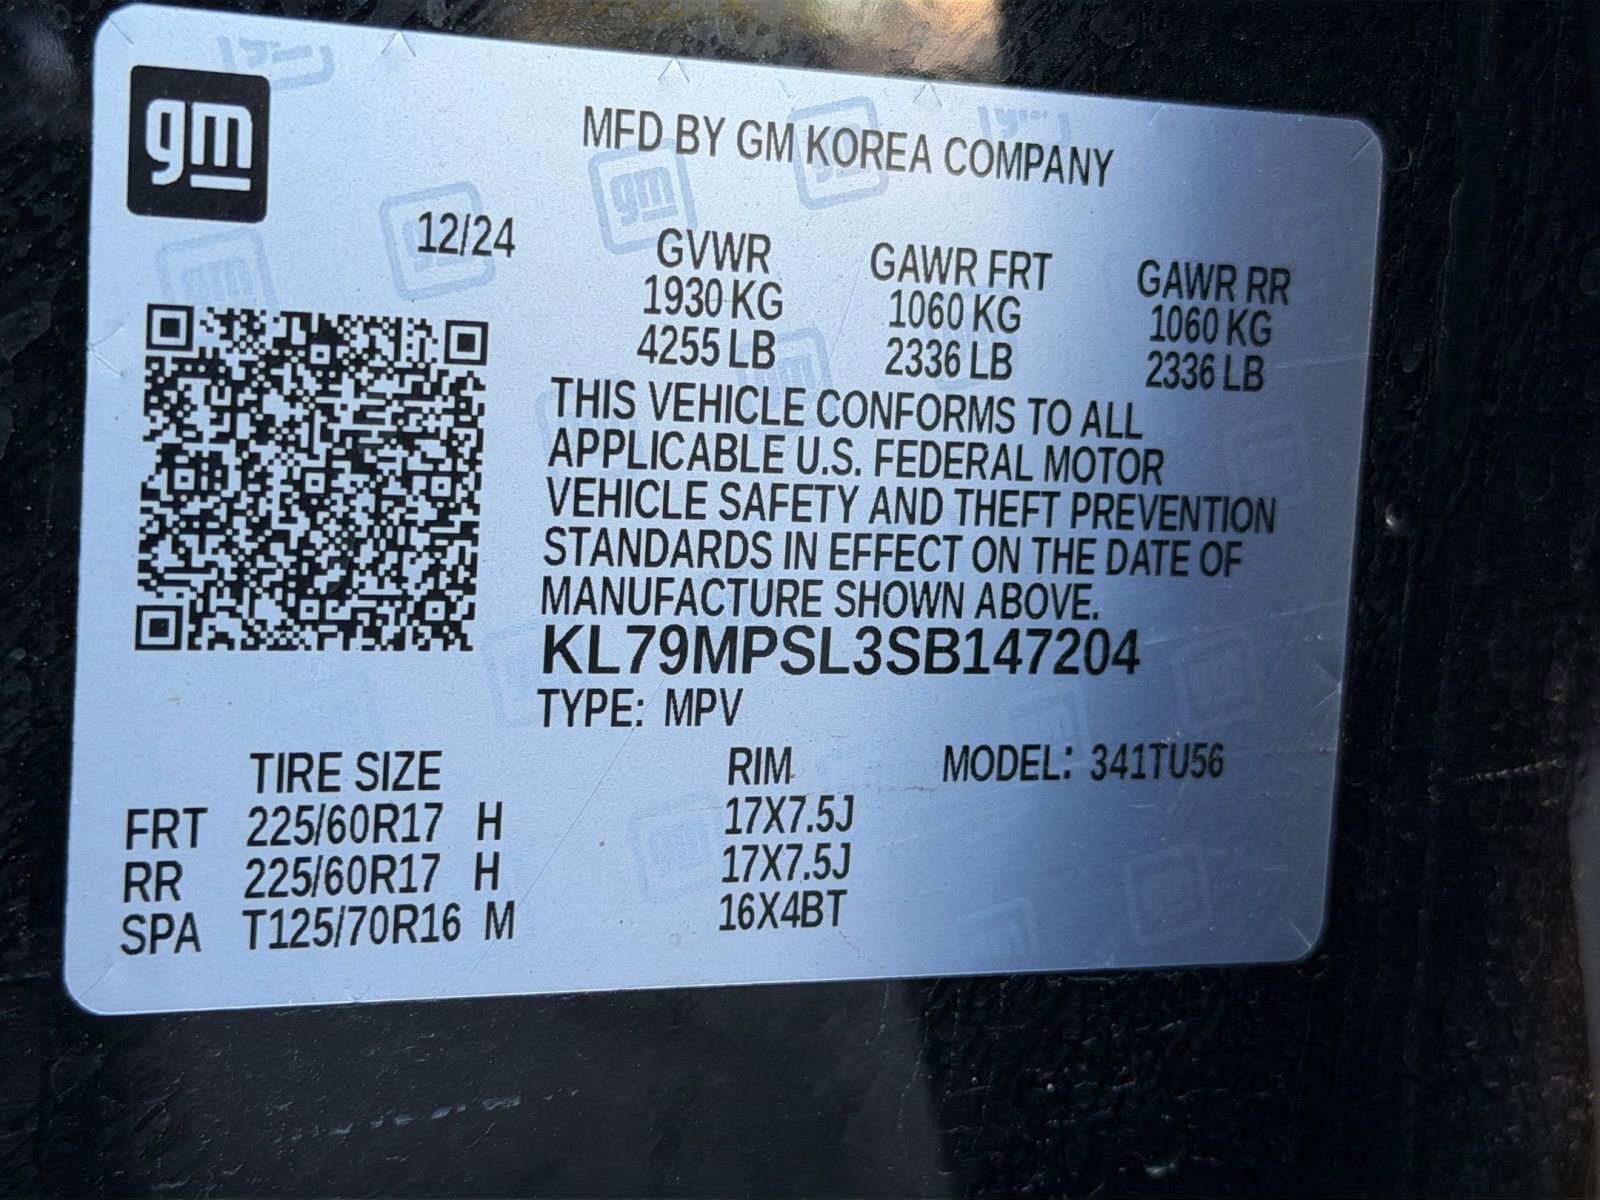 gm
MFD BY GM KOREA COMPANY
12/24
GVWR GAWR FRT GAWR RR
1930 KG 1060 KG 1060 KG
4255 LB 2336 LB 2336 LB
THIS VEHICLE CONFORMS TO ALL
APPLICABLE U.S. FEDERAL MOTOR
VEHICLE SAFETY AND THEFT PREVENTION
STANDARDS IN EFFECT ON THE DATE OF
MANUFACTURE SHOWN ABOVE.
KL79MPSL3SB147204
TYPE: MPV
TIRE SIZE RIM MODEL: 341TU56
FRT 225/60R17 H 17X7.5J
RR 225/60R17 H 17X7.5J
SPA T125/70R16 M 16X4BT